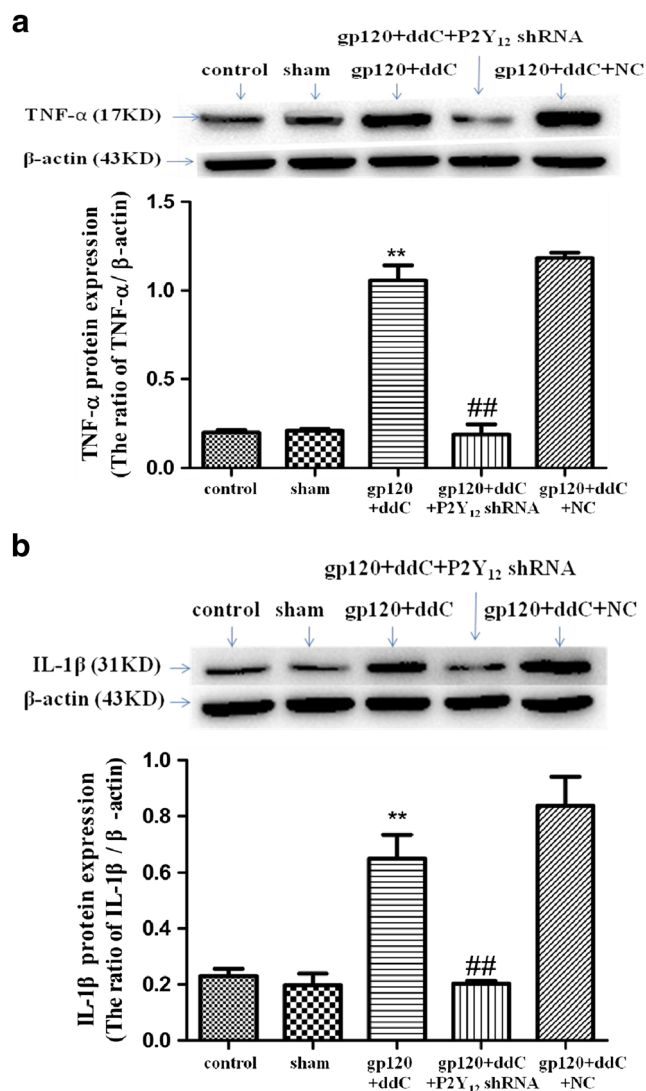 a
gp120+ddC+P2Y₁₂ shRNA
control sham gp120+ddC gp120+ddC+NC
TNF-α (17KD)
β-actin (43KD)
TNF-α protein expression
(The ratio of TNF-α/ β-actin)
1.5
1.0
0.5
0.0
**
##
control sham gp120 gp120+ddC gp120+ddC
+ddC +P2Y₁₂ shRNA +NC
b
gp120+ddC+P2Y₁₂ shRNA
control sham gp120+ddC gp120+ddC+NC
IL-1β (31KD)
β-actin (43KD)
IL-1β protein expression
(The ratio of IL-1β / β -actin)
1.0
0.8
0.6
0.4
0.2
0.0
**
##
control sham gp120 gp120+ddC gp120+ddC
+ddC +P2Y₁₂ shRNA +NC